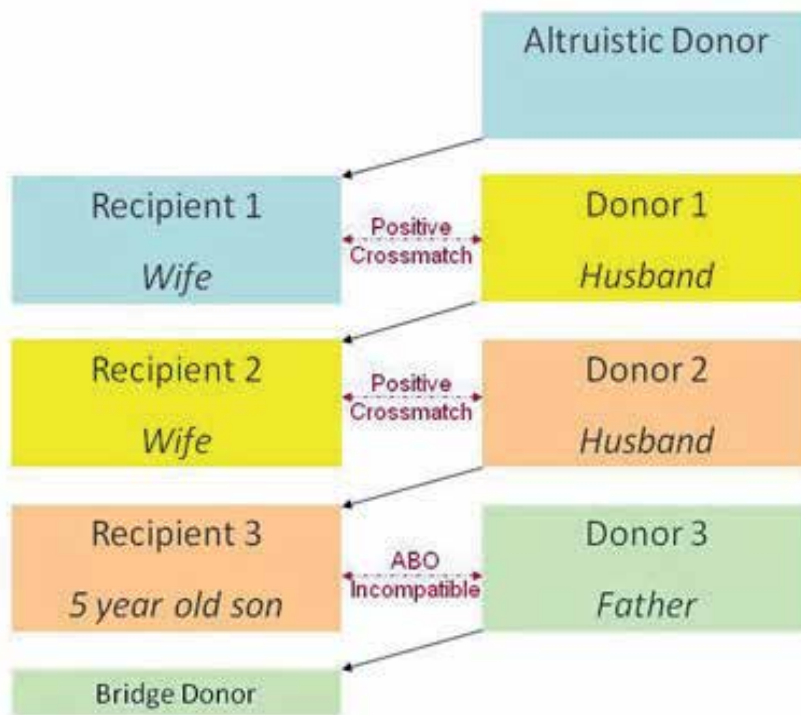 Altruistic Donor
Recipient 1
Wife
Positive
Crossmatch
Donor 1
Husband
Recipient 2
Wife
Positive
Crossmatch
Donor 2
Husband
Recipient 3
5 year old son
ABO
Incompatible
Donor 3
Father
Bridge Donor